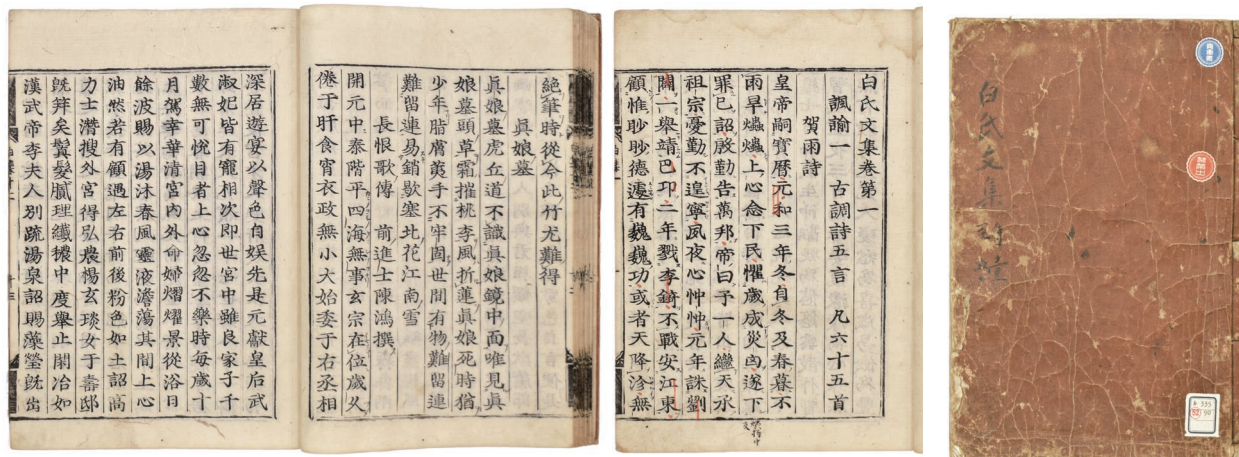 白氏文集
335
90
白氏文集卷第一
諷諭一 古調詩五言 凡六十五首
賀雨詩
皇帝嗣寶曆元和三年冬自冬及春暮不
雨旱爞爞上心念下民懼歲成災凶遂下
罪已詔殷勤告萬邦帝曰予一人繼天承
祖宗憂勤不遑寧夙夜心忡忡元年誅劉
闢一舉靖巴卭二年戮李錡不戰安江東
顧惟眇眇德遽有巍巍功或者天降沴無
絶筆時從今此竹尤難得
眞娘墓
眞娘墓虎丘道不識眞娘鏡中面唯見眞
娘墓頭草霜摧桃李風折蓮眞娘死時猶
少年脂膚荑手不牢固世間有物難留連
難留連易銷歇塞北花江南雪
長恨歌傳 前進士陳鴻撰
開元中泰階平四海無事玄宗在位歲久
倦于旰食宵衣政無小大始委于右丞相
深居遊宴以聲色自娱先是元獻皇后武
淑妃皆有寵相次即世宮中雖良家子千
數無可悅目者上心忽忽不樂時每歲十
月駕幸華清宮内外命婦熠燿景從浴日
餘波賜以湯沐春風靈液澹蕩其間上心
油然若有顧遇左右前後粉色如土詔高
力士潛搜外宮得弘農楊玄琰女于壽邸
旣笄矣鬢髮膩理纖穠中度舉止閑冶如
漢武帝李夫人別疏湯泉詔賜藻瑩旣出